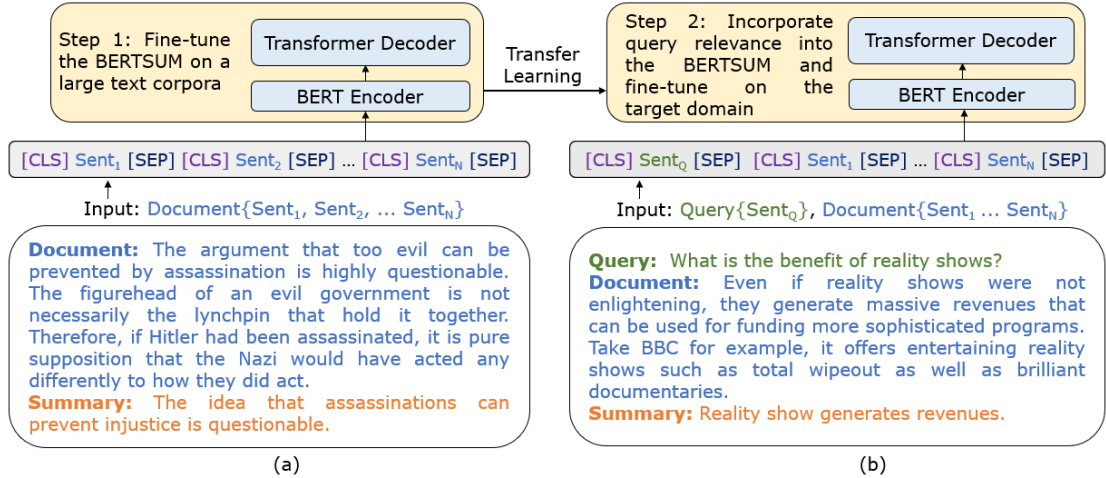 Step 1: Fine-tune
the BERTSUM on a
large text corpora
Transformer Decoder
BERT Encoder
Transfer
Learning
Step 2: Incorporate
query relevance into
the BERTSUM and
fine-tune on the
target domain
Transformer Decoder
BERT Encoder
[CLS] Sent1 [SEP] [CLS] Sent2 [SEP] ... [CLS] SentN [SEP]
Input: Document{Sent1, Sent2, ... SentN}
Document: The argument that too evil can be
prevented by assassination is highly questionable.
The figurehead of an evil government is not
necessarily the lynchpin that hold it together.
Therefore, if Hitler had been assassinated, it is pure
supposition that the Nazi would have acted any
differently to how they did act.
Summary: The idea that assassinations can
prevent injustice is questionable.
(a)
[CLS] SentQ [SEP] [CLS] Sent1 [SEP] ... [CLS] SentN [SEP]
Input: Query{SentQ}, Document{Sent1 ... SentN}
Query: What is the benefit of reality shows?
Document: Even if reality shows were not
enlightening, they generate massive revenues that
can be used for funding more sophisticated programs.
Take BBC for example, it offers entertaining reality
shows such as total wipeout as well as brilliant
documentaries.
Summary: Reality show generates revenues.
(b)